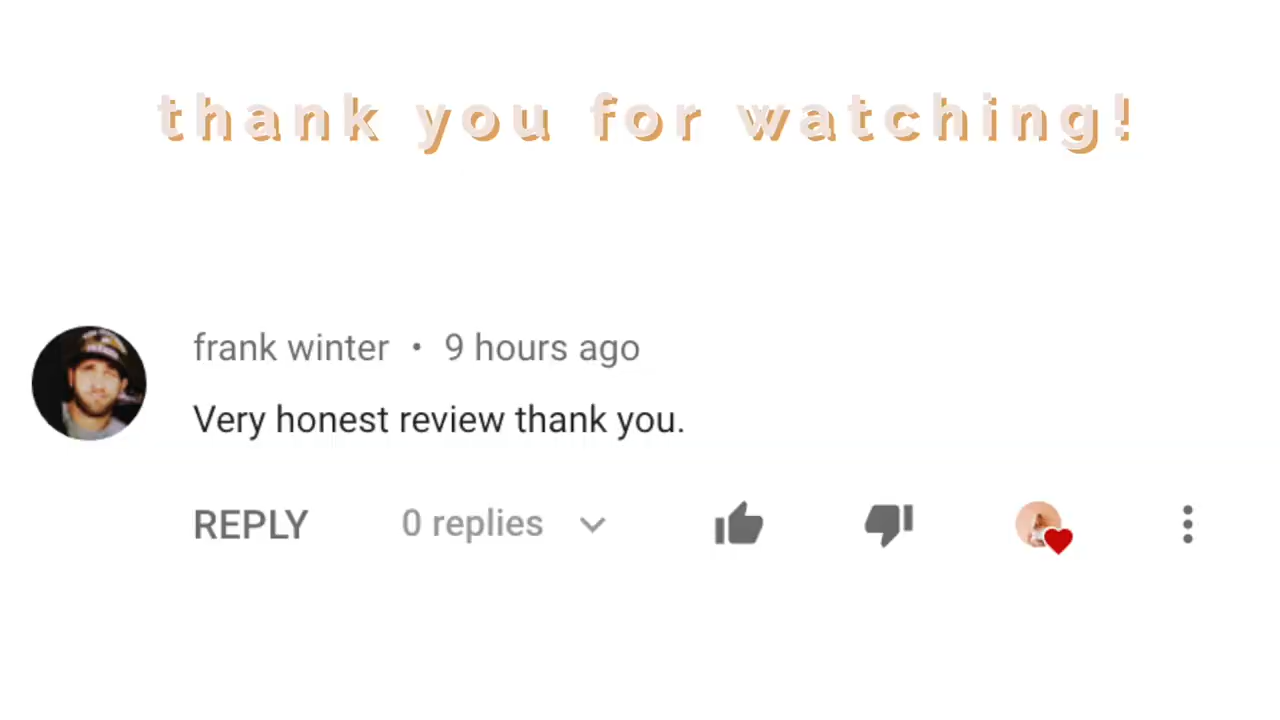 thank you for watching!
frank winter • 9 hours ago
Very honest review thank you.
REPLY 0 replies